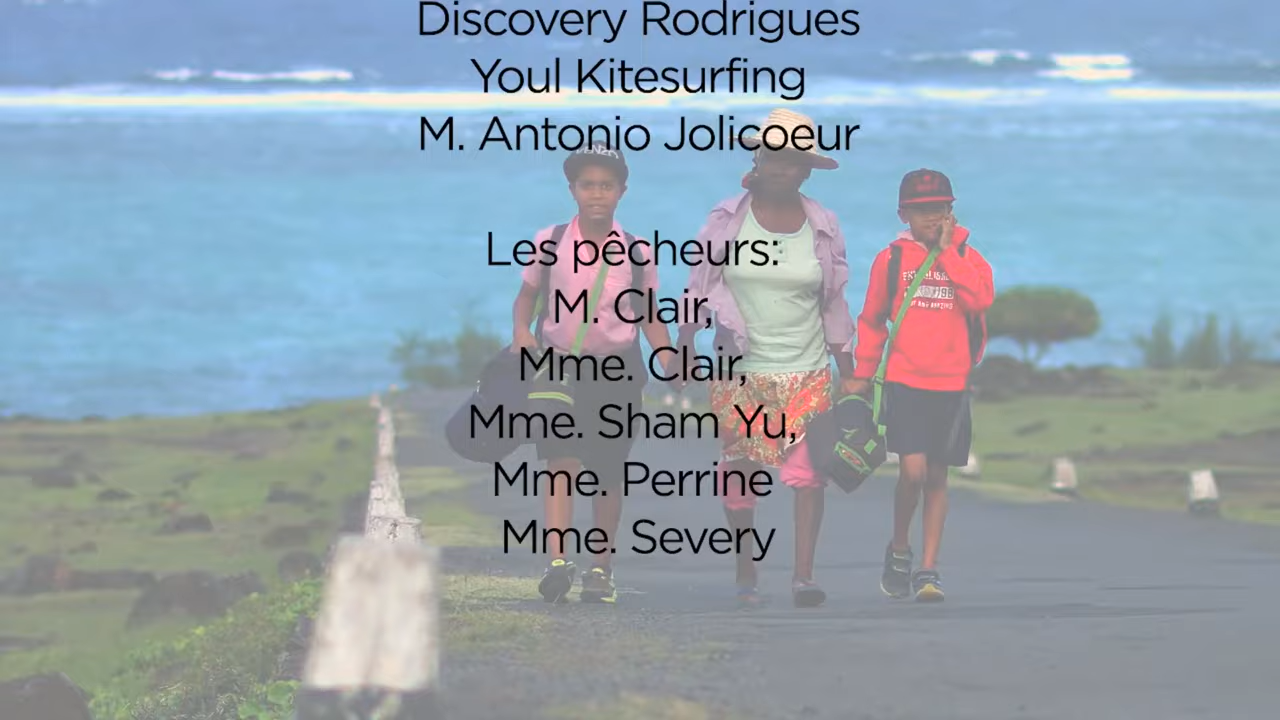 Discovery Rodrigues
Youl Kitesurfing
M. Antonio Jolicoeur
Les pêcheurs:
M. Clair,
Mme. Clair,
Mme. Sham Yu,
Mme. Perrine
Mme. Severy